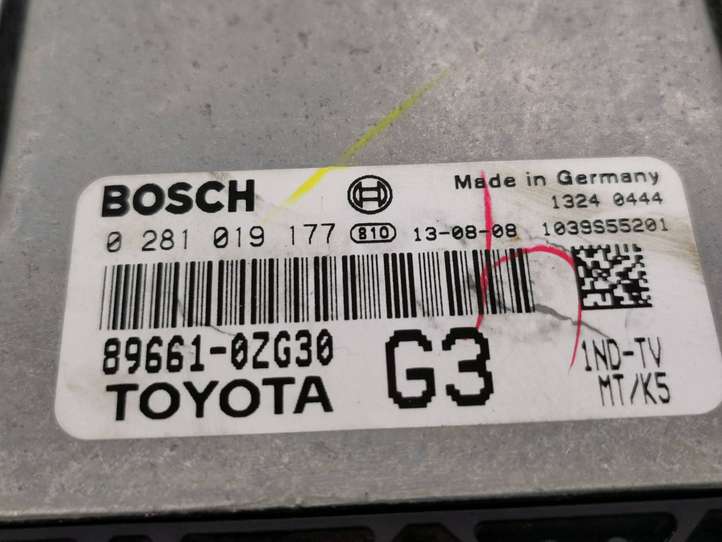 BOSCH Made in Germany
1324 0444
0 281 019 177 810 13-08-08 1039S55201
89661-0ZG30 G3 1ND-TV
TOYOTA MT/K5